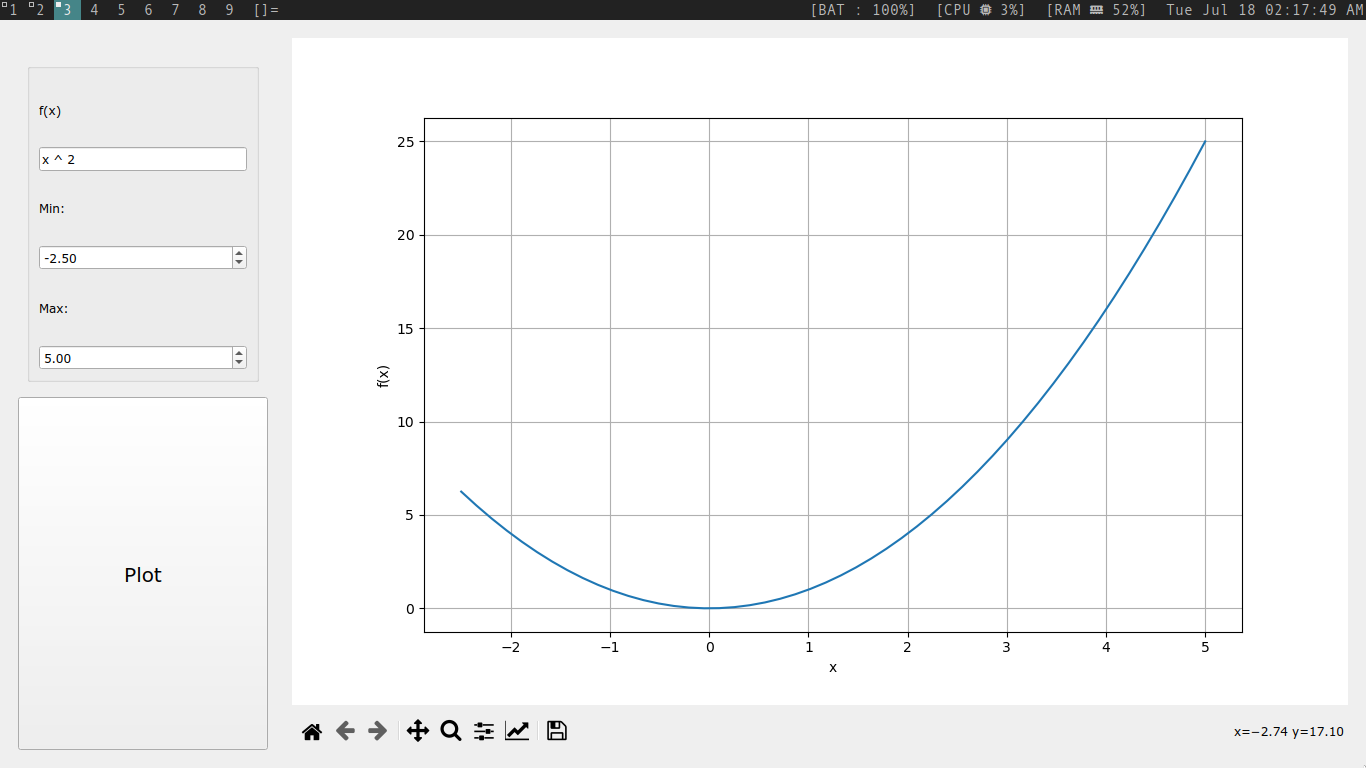 1 2 3 4 5 6 7 8 9 []= [BAT : 100%] [CPU 3%] [RAM 52%] Tue Jul 18 02:17:49 AM
f(x)
x ^ 2
Min:
-2.50
Max:
5.00
Plot
25
20
15
10
5
0
f(x)
−2 −1 0 1 2 3 4 5
x
x=−2.74 y=17.10